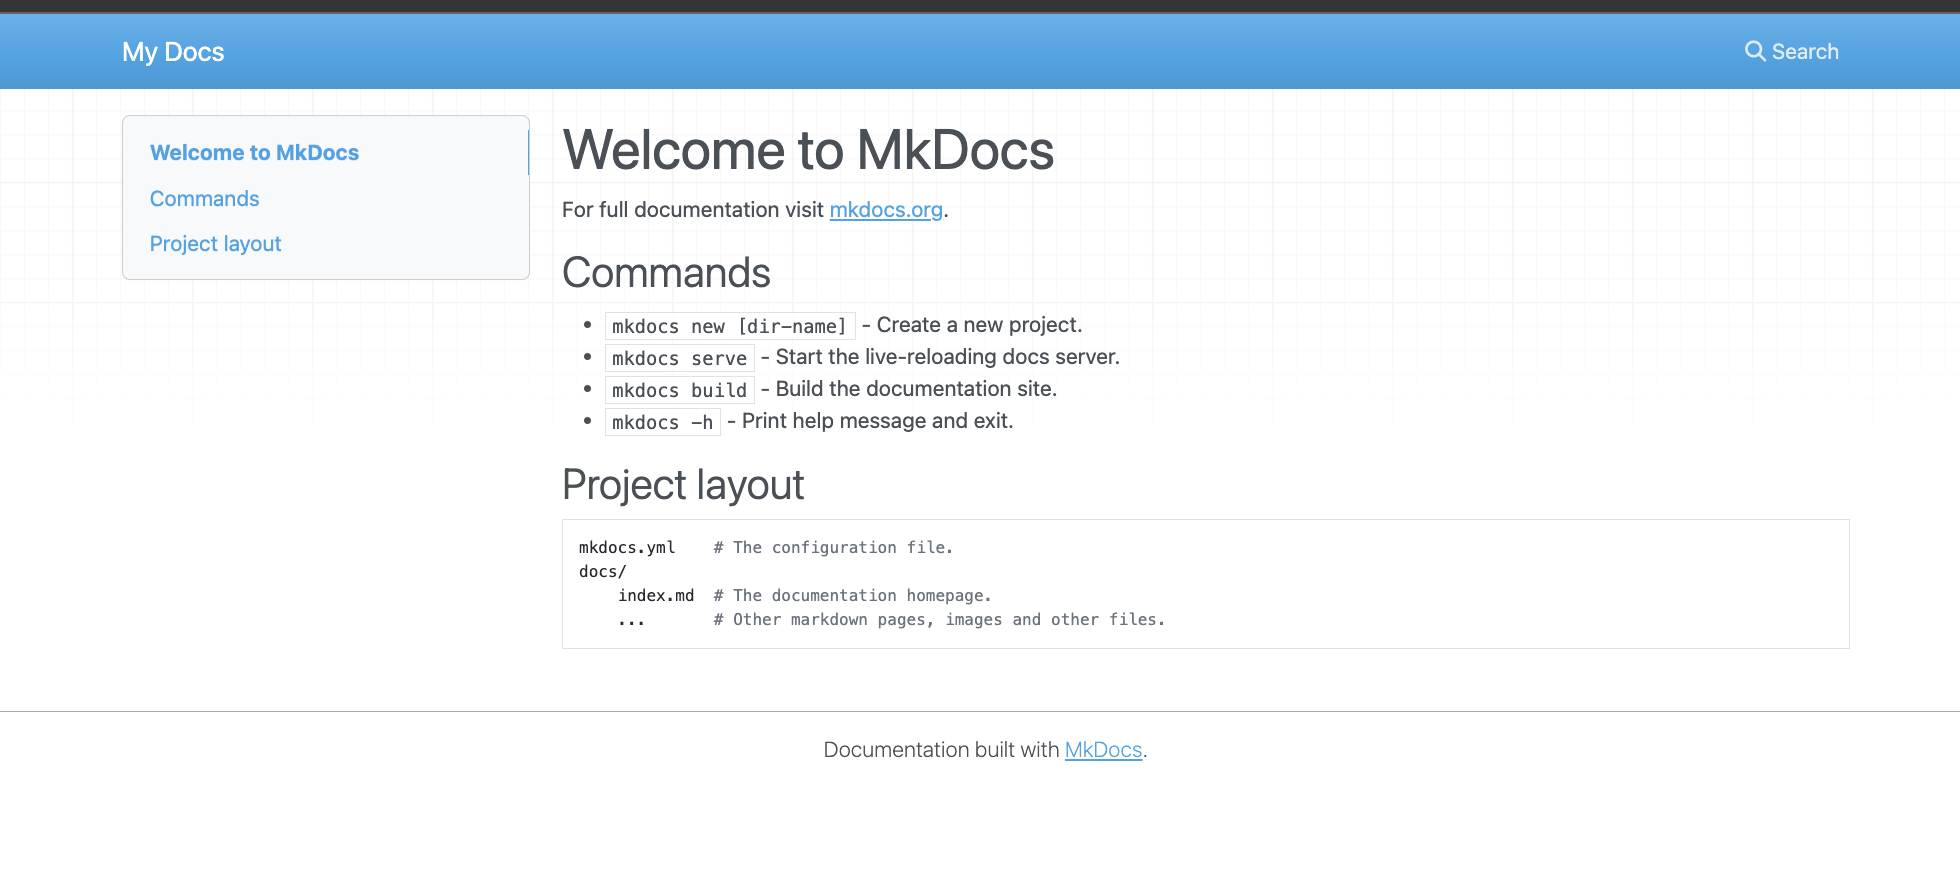 My Docs
Search
Welcome to MkDocs
Commands
Project layout
Welcome to MkDocs
For full documentation visit mkdocs.org.
Commands
• mkdocs new [dir-name] - Create a new project.
• mkdocs serve - Start the live-reloading docs server.
• mkdocs build - Build the documentation site.
• mkdocs -h - Print help message and exit.
Project layout
mkdocs.yml    # The configuration file.
docs/
    index.md  # The documentation homepage.
    ...       # Other markdown pages, images and other files.
Documentation built with MkDocs.